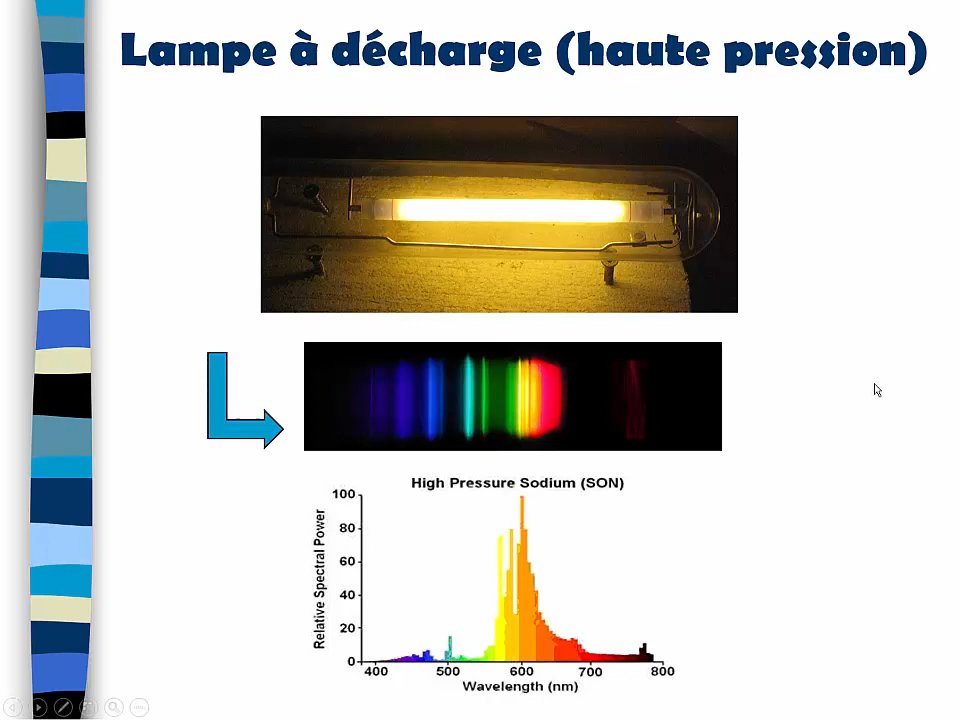 Lampe à décharge (haute pression)
High Pressure Sodium (SON)
Relative Spectral Power
100
80
60
40
20
0
400 500 600 700 800
Wavelength (nm)